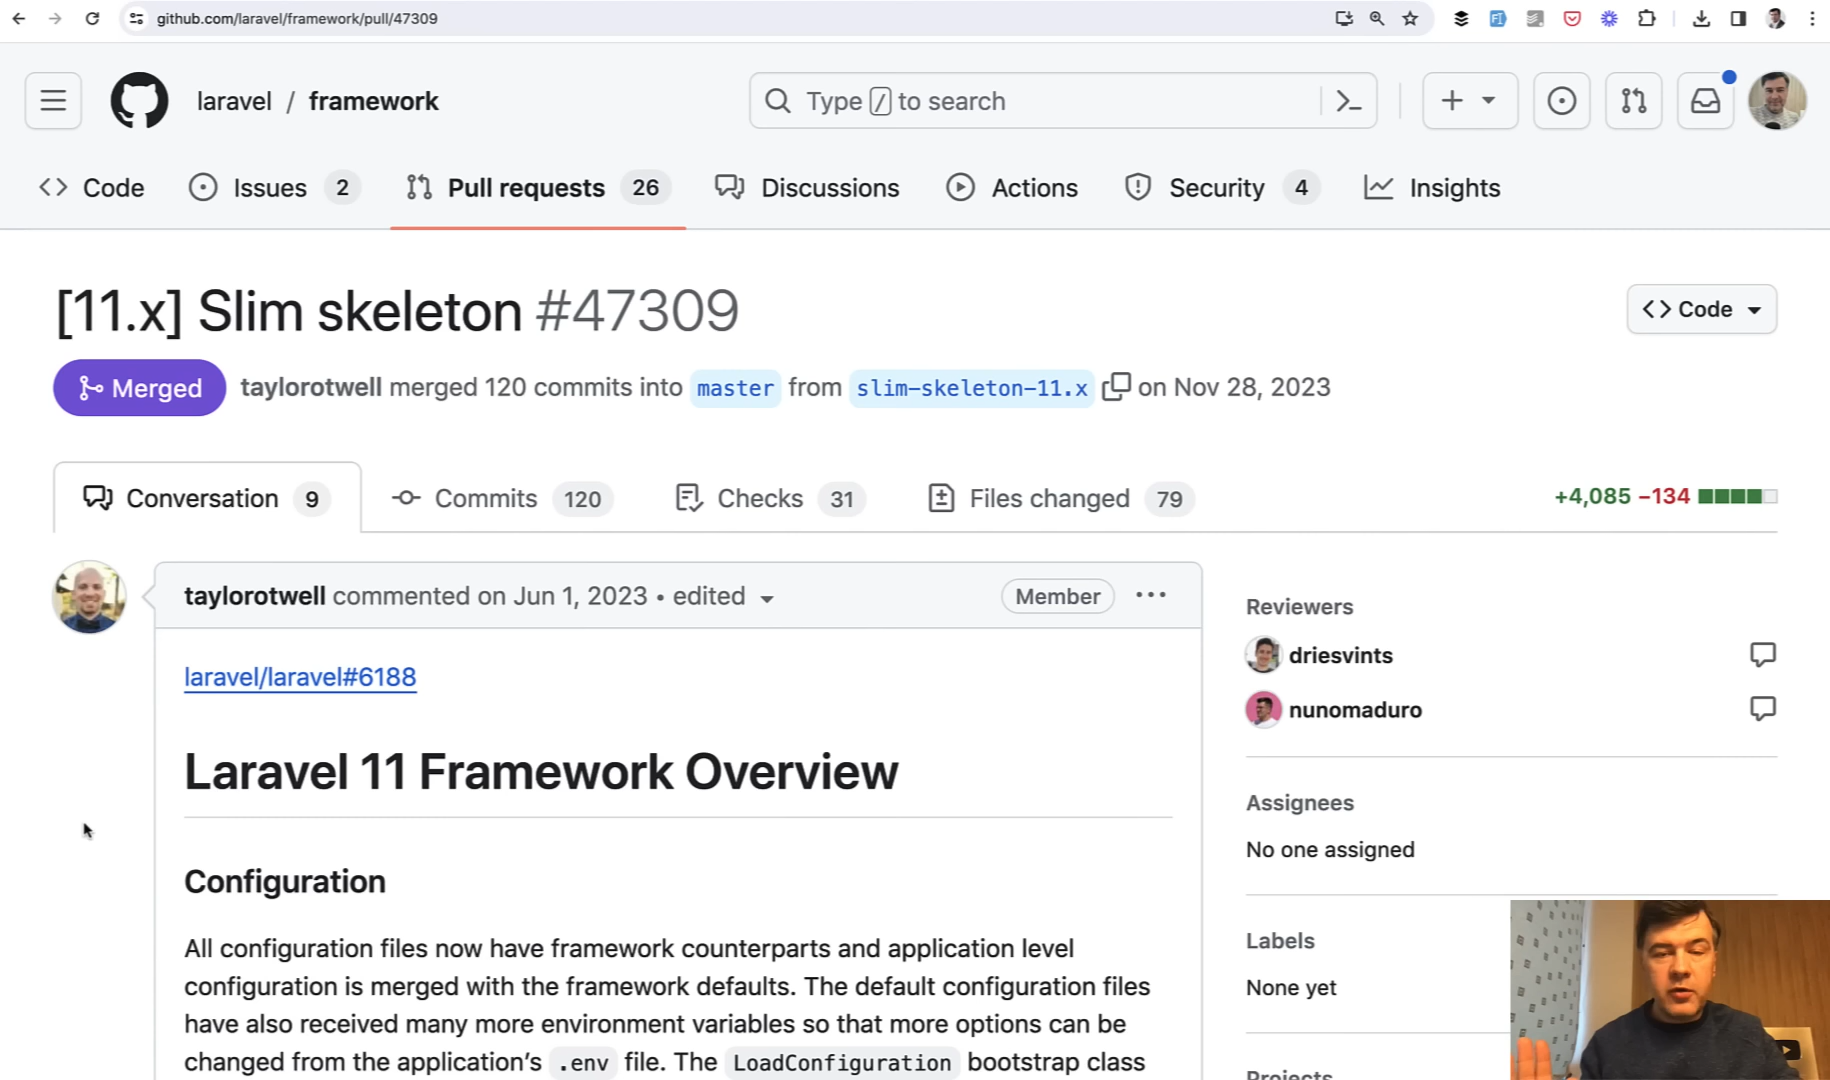 github.com/laravel/framework/pull/47309
laravel / framework
Type / to search
Code
Issues 2
Pull requests 26
Discussions
Actions
Security 4
Insights
[11.x] Slim skeleton #47309
Code
Merged
taylorotwell merged 120 commits into master from slim-skeleton-11.x on Nov 28, 2023
Conversation 9
Commits 120
Checks 31
Files changed 79
+4,085 −134
taylorotwell commented on Jun 1, 2023 • edited
Member
laravel/laravel#6188
Laravel 11 Framework Overview
Configuration
All configuration files now have framework counterparts and application level
configuration is merged with the framework defaults. The default configuration files
have also received many more environment variables so that more options can be
changed from the application’s .env file. The LoadConfiguration bootstrap class
Reviewers
driesvints
nunomaduro
Assignees
No one assigned
Labels
None yet
Projects